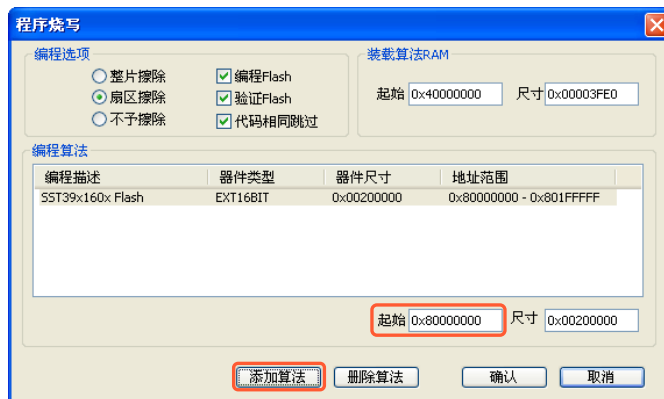 程序烧写
编程选项
装载算法RAM
整片擦除 编程Flash
起始 0x40000000 尺寸 0x00003FE0
扇区擦除 验证Flash
不予擦除 代码相同跳过
编程算法
编程描述 器件类型 器件尺寸 地址范围
SST39x160x Flash EXT16BIT 0x00200000 0x80000000 - 0x801FFFFF
起始 0x80000000 尺寸 0x00200000
添加算法 删除算法 确认 取消